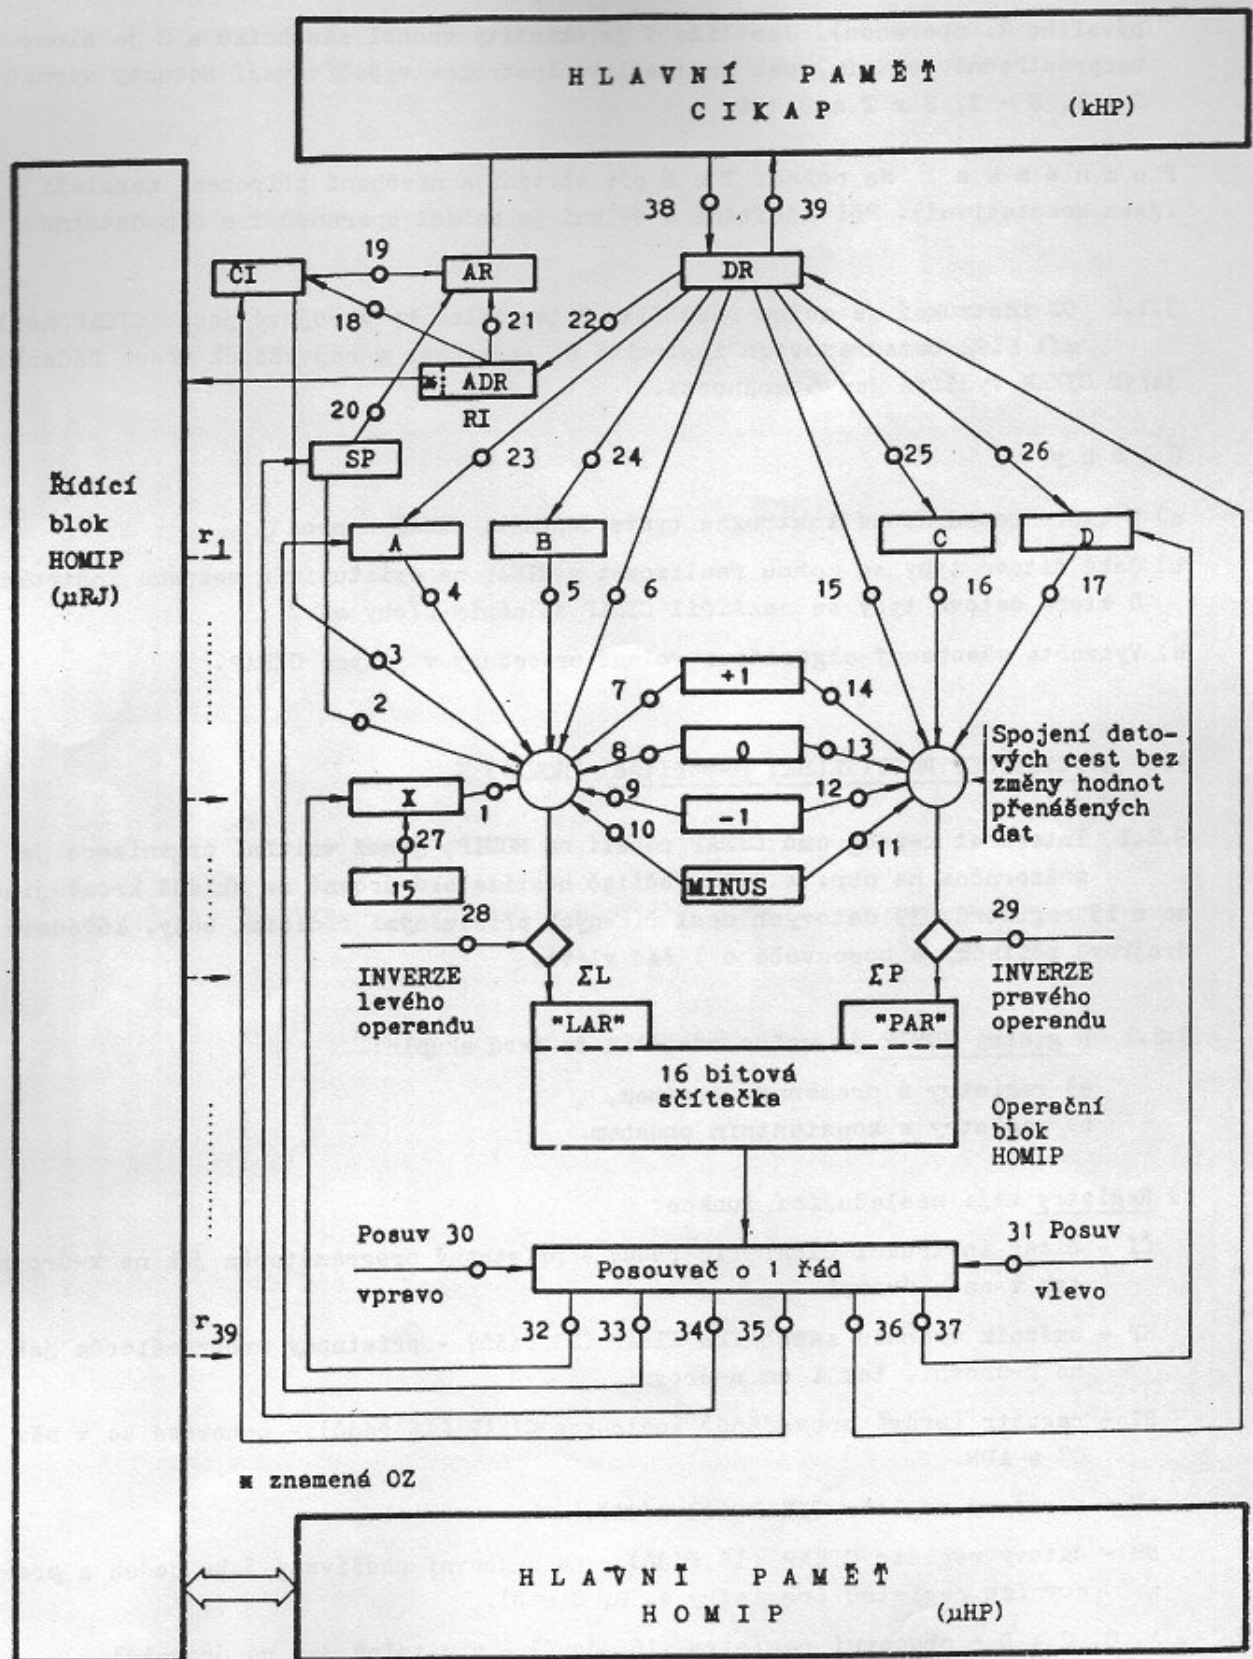 HLAVNÍ PAMĚŤ
CIKAP (kHP)
38 39
19
ČI AR DR
18 21 22
* ADR
RI
20
SP 23 24 25 26
Řídící
blok
HOMIP
(µRJ)
r1
A B C D
4 5 6 15 16 17
3
2
7 +1 14
8 0 13
9 -1 12
10 MINUS 11
Spojení dato-
vých cest bez
změny hodnot
přenášených
dat
X 1
27
15
28 29
INVERZE
levého
operandu
ΣL ΣP
INVERZE
pravého
operandu
"LAR" "PAR"
16 bitová
sčítačka
Operační
blok
HOMIP
Posuv 30
vpravo
Posouvač o 1 řád
31 Posuv
vlevo
r39
32 33 34 35 36 37
* znamená OZ
HLAVNÍ PAMĚŤ
HOMIP (µHP)